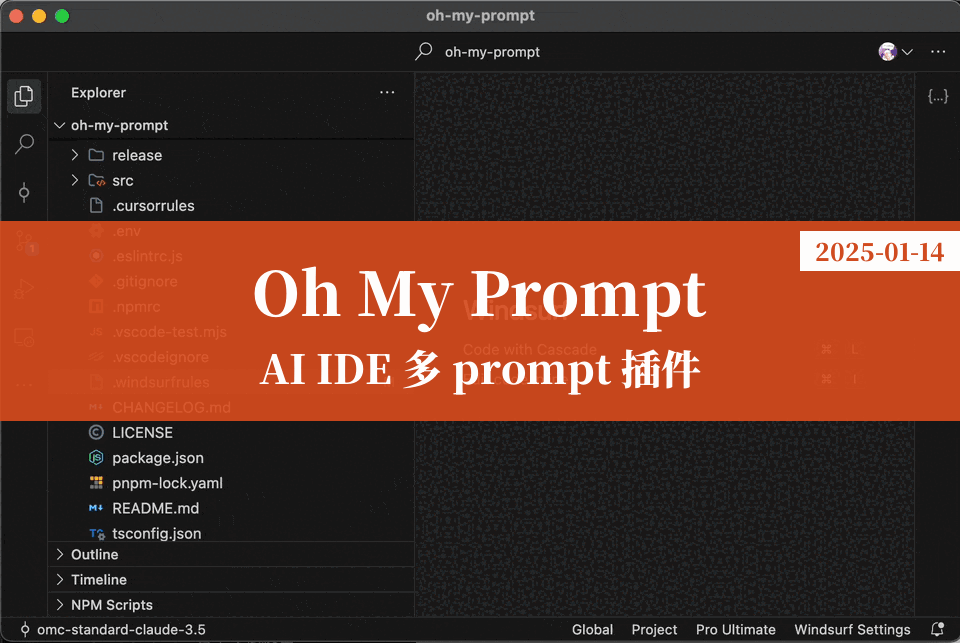 oh-my-prompt
oh-my-prompt
Explorer
oh-my-prompt
release
src
.cursorrules
.env
.eslintrc.js
.gitignore
.npmrc
.vscode-test.mjs
.vscodeignore
.windsurfrules
CHANGELOG.md
LICENSE
package.json
pnpm-lock.yaml
README.md
tsconfig.json
Outline
Timeline
NPM Scripts
2025-01-14
Oh My Prompt
AI IDE 多 prompt 插件
Windsurf
Code with Cascade
⌘ L
⌘ I
omc-standard-claude-3.5
Global
Project
Pro Ultimate
Windsurf Settings